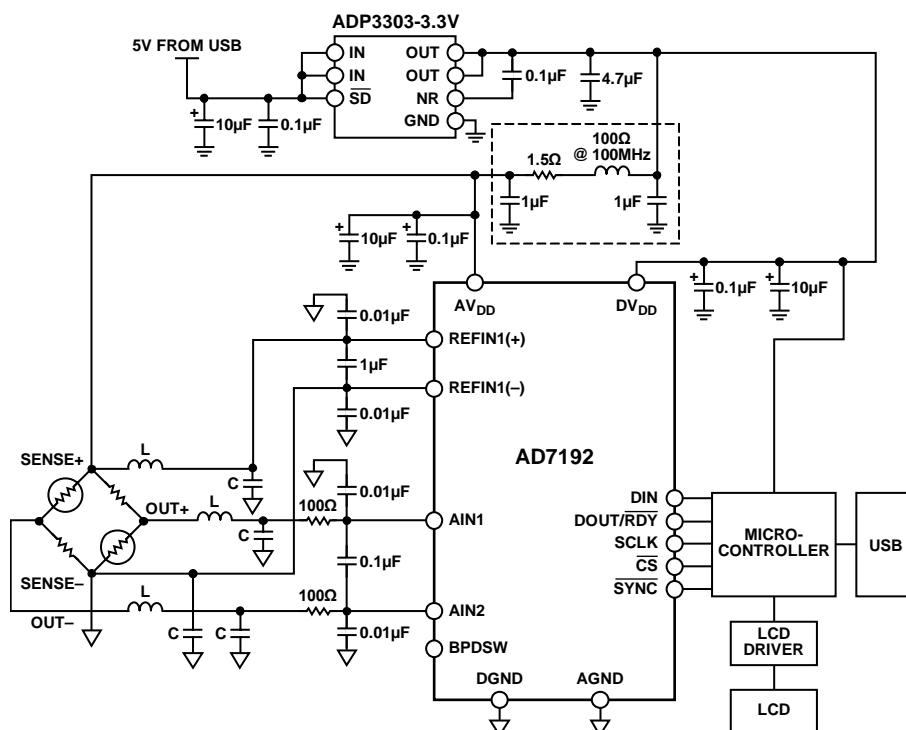 ADP3303-3.3V
5V FROM USB
IN
OUT
IN
OUT
SD
NR
GND
+
10µF
0.1µF
0.1µF
4.7µF
100Ω
@ 100MHz
1.5Ω
1µF
1µF
+
10µF
+
0.1µF
+
0.1µF
+
10µF
AVDD
DVDD
0.01µF
REFIN1(+)
1µF
REFIN1(–)
0.01µF
AD7192
SENSE+
L
C
OUT+
L
C
100Ω
0.01µF
AIN1
0.1µF
SENSE–
OUT–
L
C
C
100Ω
AIN2
0.01µF
BPDSW
DIN
DOUT/RDY
SCLK
CS
SYNC
DGND
AGND
MICRO-
CONTROLLER
USB
LCD
DRIVER
LCD